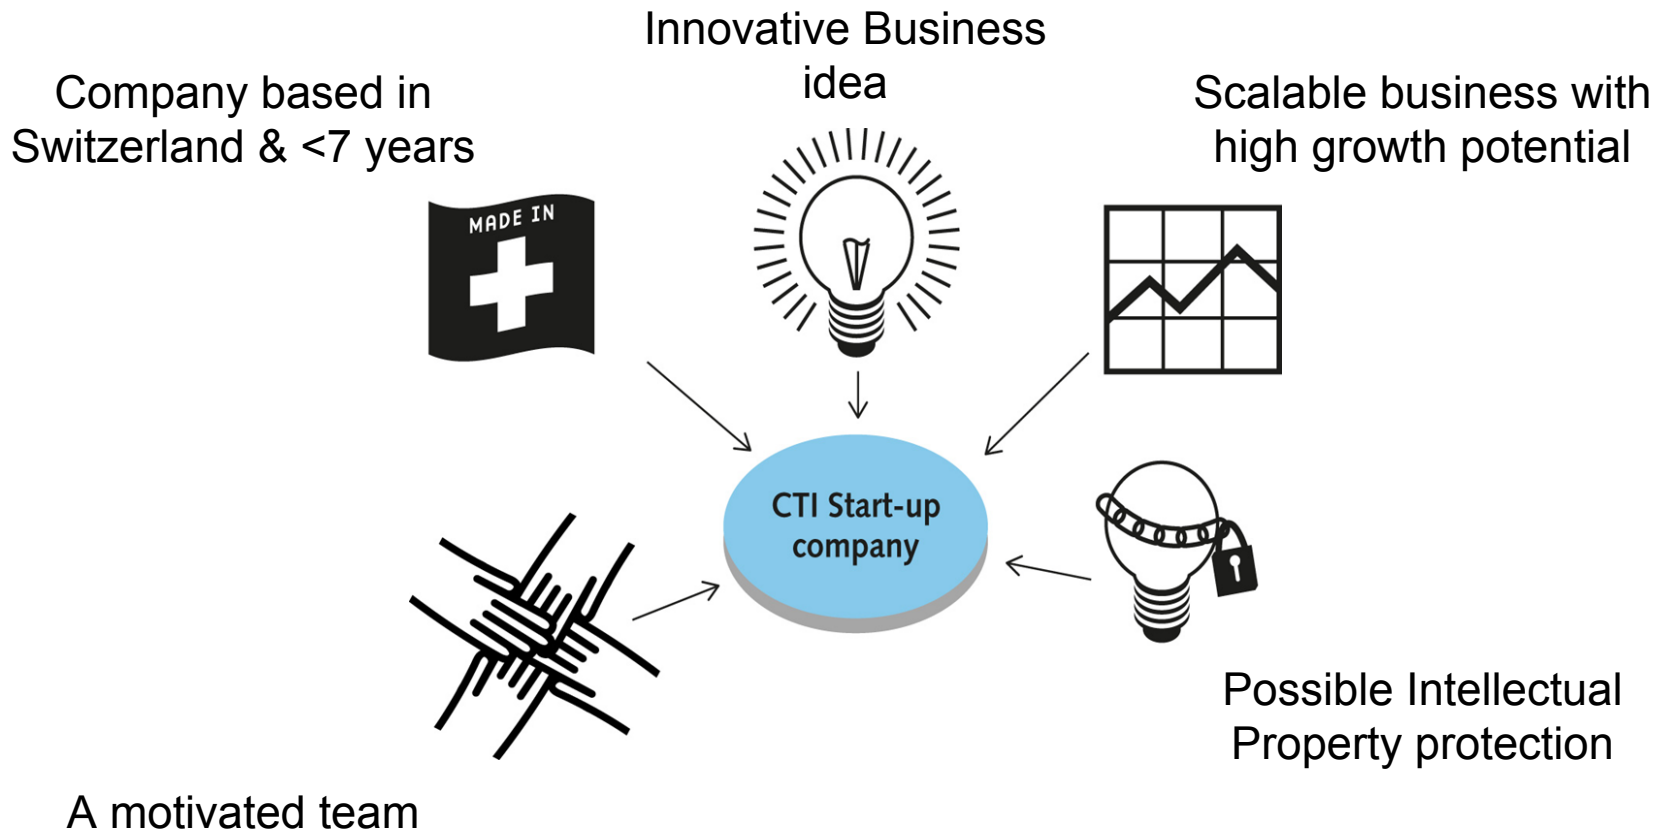 Innovative Business
idea
Company based in
Switzerland & <7 years
Scalable business with
high growth potential
MADE IN
CTI Start-up
company
Possible Intellectual
Property protection
A motivated team